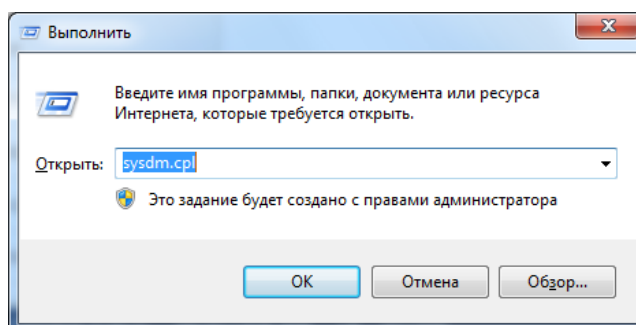 Выполнить
Введите имя программы, папки, документа или ресурса
Интернета, которые требуется открыть.
Открыть: sysdm.cpl
Это задание будет создано с правами администратора
ОК Отмена Обзор...